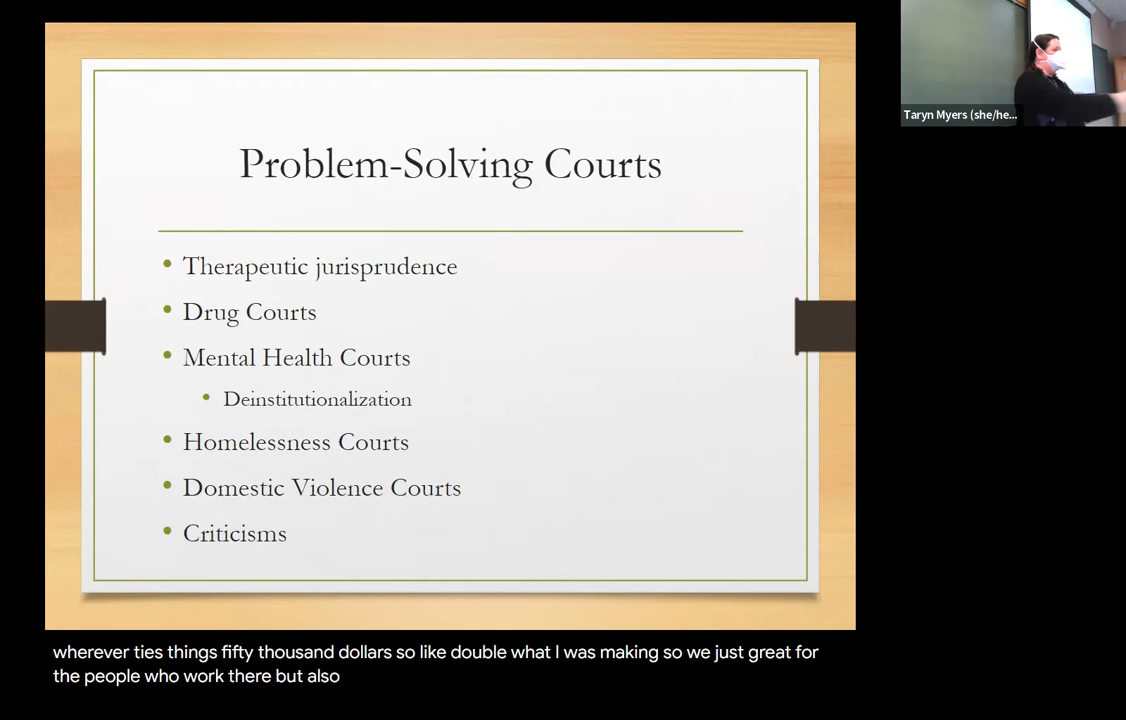 Problem-Solving Courts
Therapeutic jurisprudence
Drug Courts
Mental Health Courts
Deinstitutionalization
Homelessness Courts
Domestic Violence Courts
Criticisms
Taryn Myers (she/he...
wherever ties things fifty thousand dollars so like double what I was making so we just great for
the people who work there but also